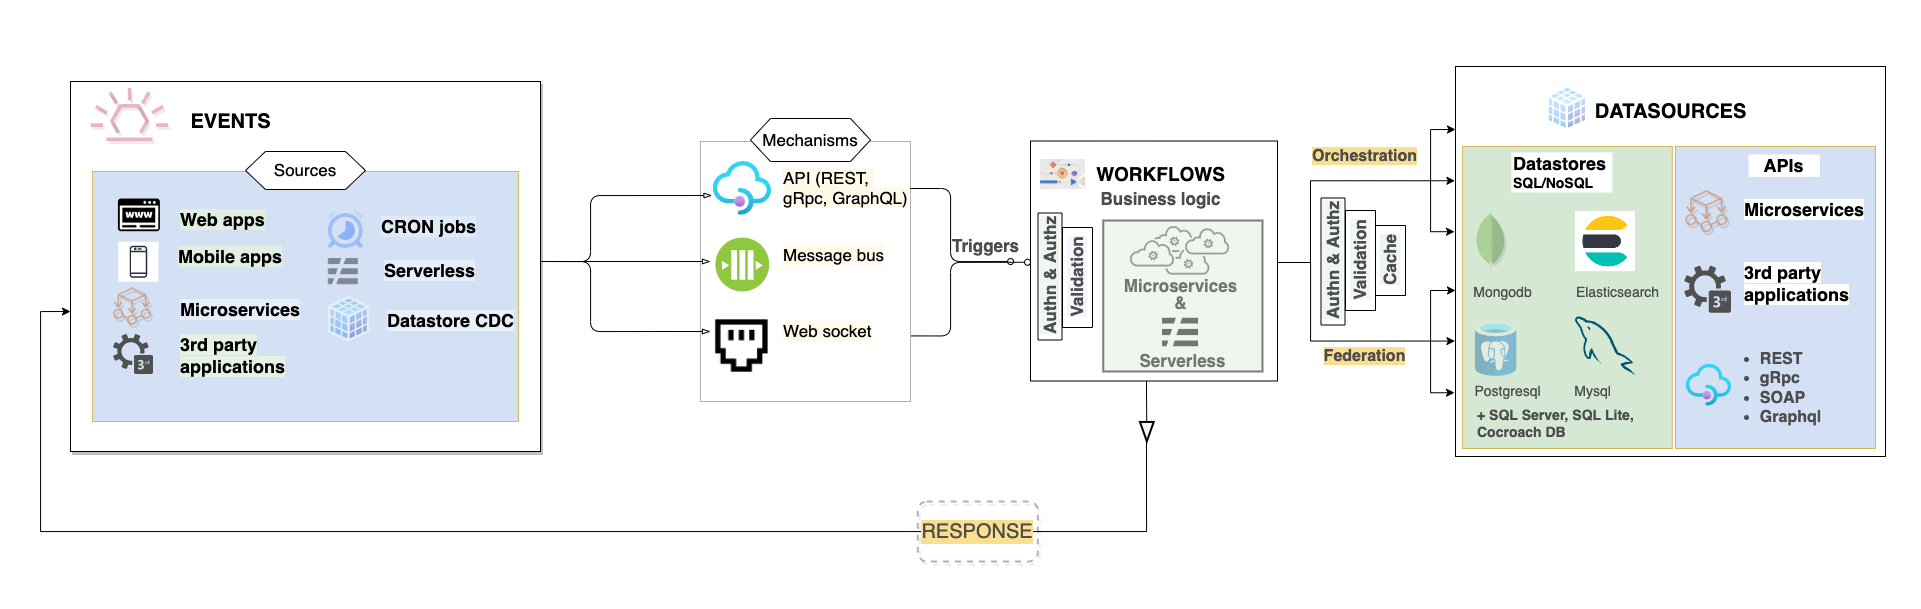 EVENTS
Sources
WWW
Web apps
Mobile apps
Microservices
3rd
3rd party
applications
CRON jobs
Serverless
Datastore CDC
Mechanisms
API (REST,
gRpc, GraphQL)
Message bus
Web socket
Triggers
WORKFLOWS
Business logic
Authn & Authz
Validation
Microservices
&
Serverless
Orchestration
Authn & Authz
Validation
Cache
Federation
DATASOURCES
Datastores
SQL/NoSQL
Mongodb
Elasticsearch
Postgresql
Mysql
+ SQL Server, SQL Lite,
Cocroach DB
APIs
Microservices
3rd
3rd party
applications
• REST
• gRpc
• SOAP
• Graphql
RESPONSE